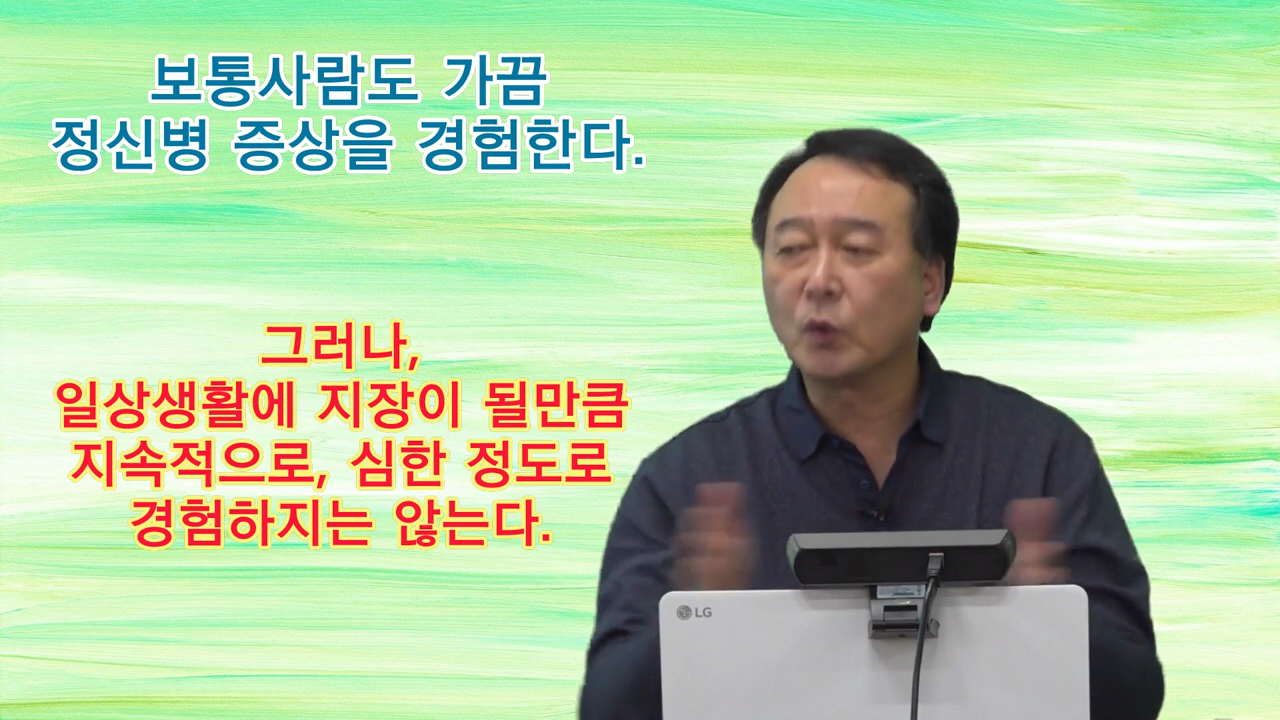 보통사람도 가끔
정신병 증상을 경험한다.
그러나,
일상생활에 지장이 될만큼
지속적으로, 심한 정도로
경험하지는 않는다.
LG